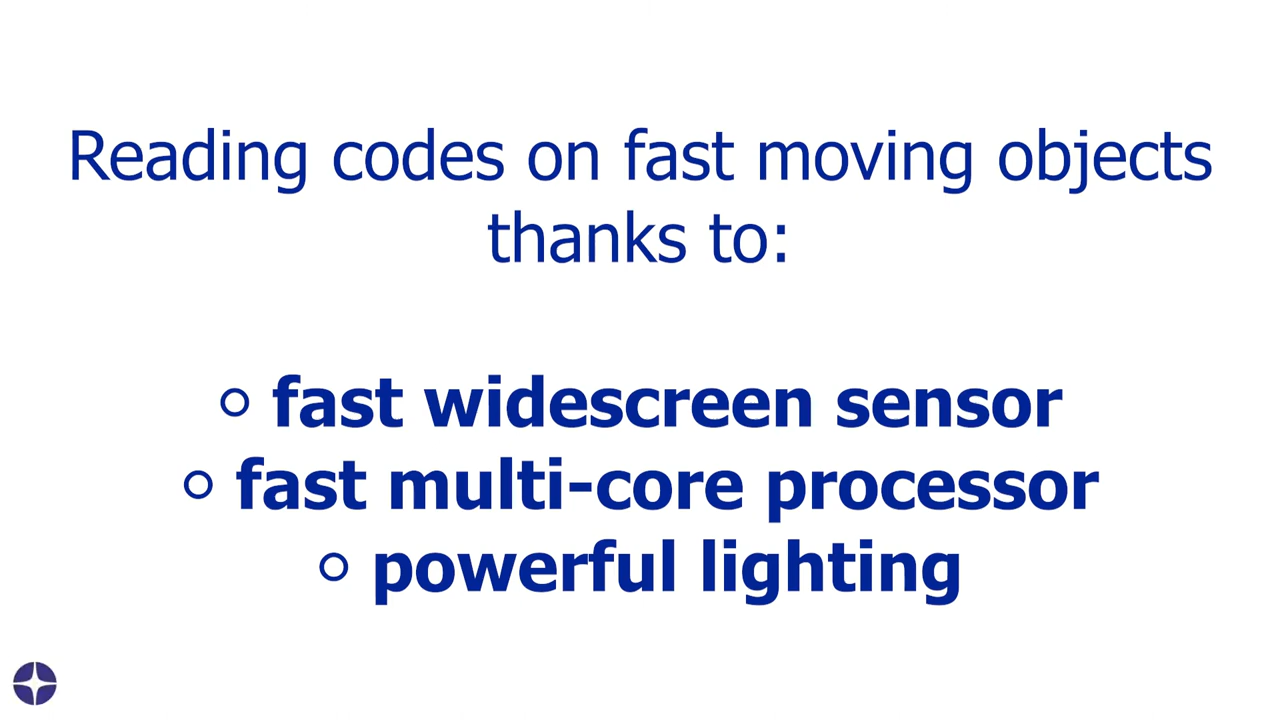 Reading codes on fast moving objects
thanks to:
○ fast widescreen sensor
○ fast multi-core processor
○ powerful lighting